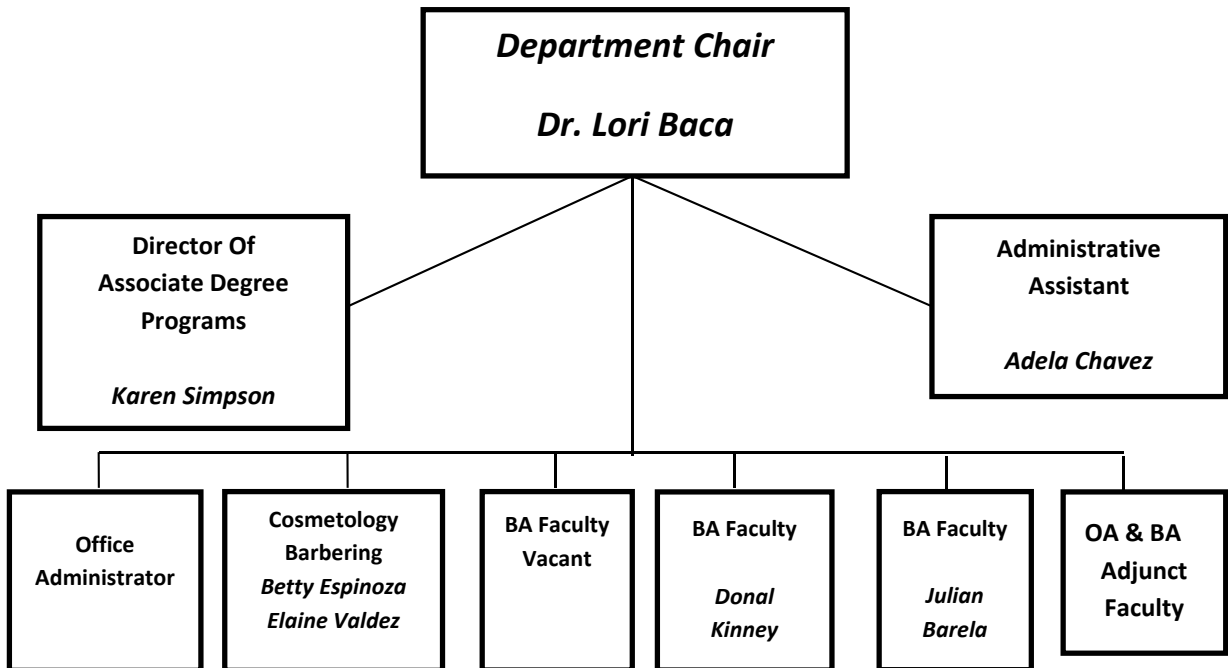 Department Chair
Dr. Lori Baca
Director Of
Associate Degree
Programs
Karen Simpson
Administrative
Assistant
Adela Chavez
Office
Administrator
Cosmetology
Barbering
Betty Espinoza
Elaine Valdez
BA Faculty
Vacant
BA Faculty
Donal
Kinney
BA Faculty
Julian
Barela
OA & BA
Adjunct
Faculty